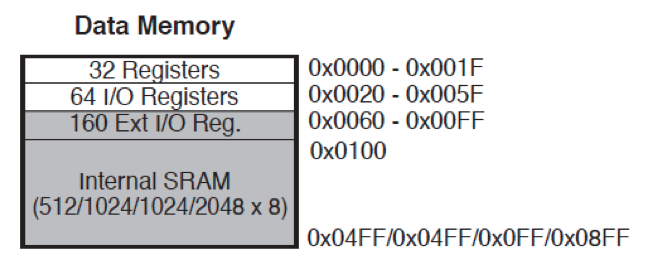 Data Memory
32 Registers 0x0000 - 0x001F
64 I/O Registers 0x0020 - 0x005F
160 Ext I/O Reg. 0x0060 - 0x00FF
0x0100
Internal SRAM
(512/1024/1024/2048 x 8)
0x04FF/0x04FF/0x0FF/0x08FF